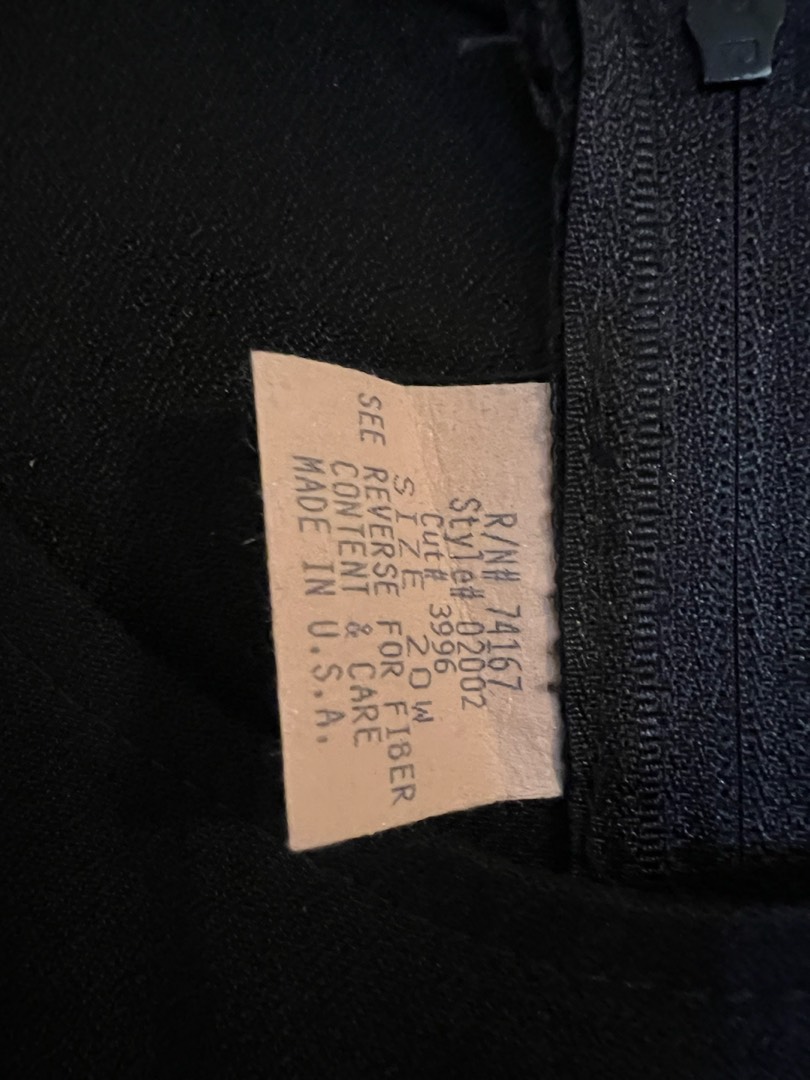 R/N# 74167
Style# 02002
Cut# 3996
SIZE 20W
SEE REVERSE FOR FIBER
CONTENT & CARE
MADE IN U.S.A.